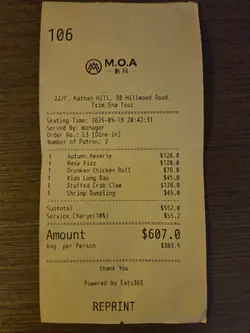 106
M.O.A
22/F, Nathan Hill, 38 Hillwood Road,
Tsim Sha Tsui
Seating Time: 2025-05-18 20:42:31
Served By: manager
Order No.: L8 [Dine-in]
Number of Patron: 2
1 Autumn Reverie $128.0
1 Rosy Fizz $128.0
1 Drunken Chicken Roll $78.0
1 Xiao Long Bao $45.0
1 Stuffed Crab Claw $128.0
1 Shrimp Dumpling $45.0
Subtotal $552.0
Service Charge(10%) $55.2
Amount $607.0
Avg. per Person $303.5
Thank You
Powered by Eats365
REPRINT